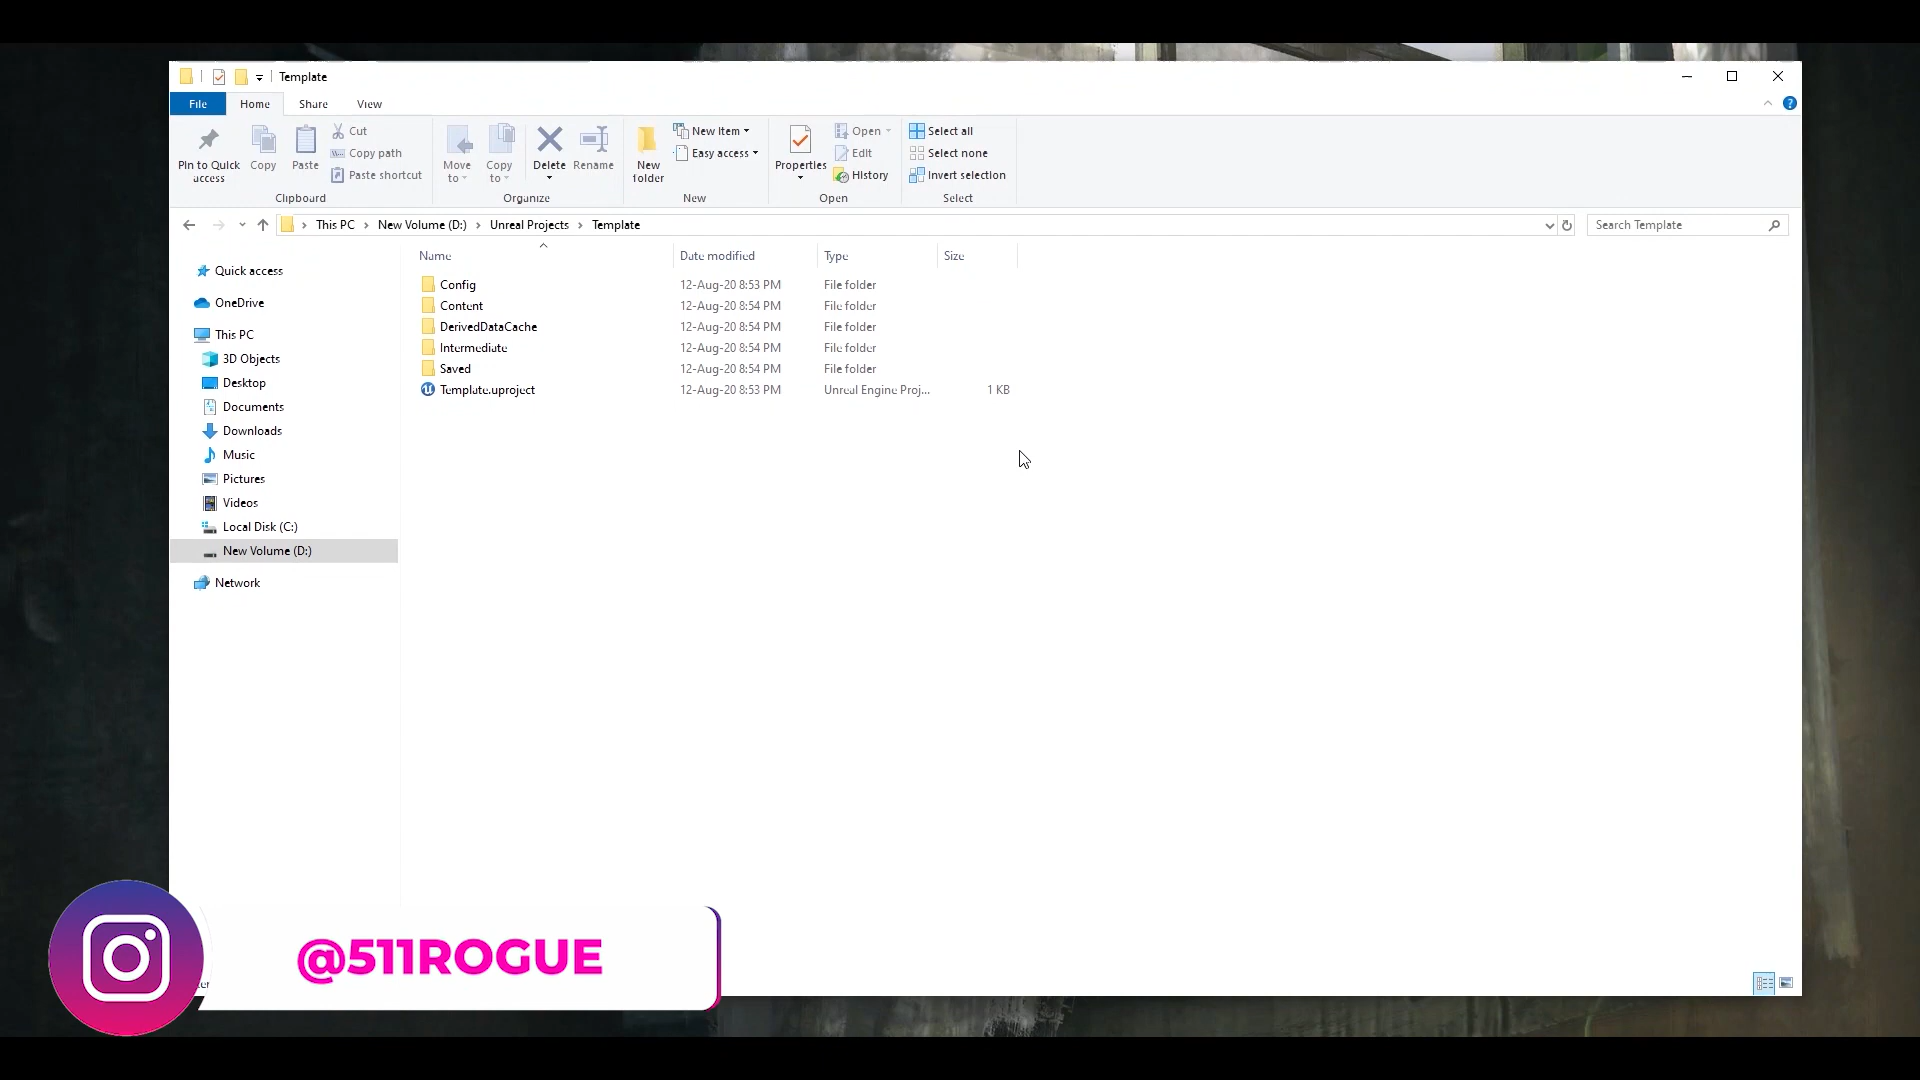 Template
File Home Share View
Pin to Quick access Copy Paste Cut Copy path Paste shortcut Move to Copy to Delete Rename New folder New item Easy access Properties Open Edit History Select all Select none Invert selection
Clipboard Organize New Open Select
This PC New Volume (D:) Unreal Projects Template Search Template
Name Date modified Type Size
Quick access
OneDrive
This PC
3D Objects
Desktop
Documents
Downloads
Music
Pictures
Videos
Local Disk (C:)
New Volume (D:)
Network
Config 12-Aug-20 8:53 PM File folder
Content 12-Aug-20 8:54 PM File folder
DerivedDataCache 12-Aug-20 8:54 PM File folder
Intermediate 12-Aug-20 8:54 PM File folder
Saved 12-Aug-20 8:54 PM File folder
Template.uproject 12-Aug-20 8:53 PM Unreal Engine Proj... 1 KB
@511ROGUE